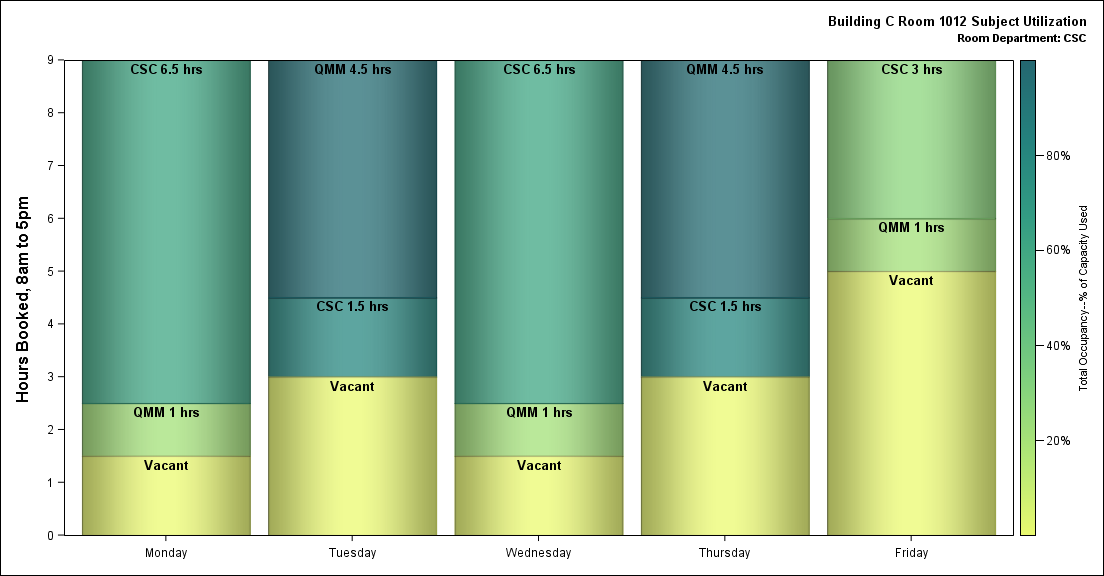 Building C Room 1012 Subject Utilization
Room Department: CSC
Hours Booked, 8am to 5pm
9
8
7
6
5
4
3
2
1
0
CSC 6.5 hrs
QMM 1 hrs
Vacant
QMM 4.5 hrs
CSC 1.5 hrs
Vacant
CSC 6.5 hrs
QMM 1 hrs
Vacant
QMM 4.5 hrs
CSC 1.5 hrs
Vacant
CSC 3 hrs
QMM 1 hrs
Vacant
Monday
Tuesday
Wednesday
Thursday
Friday
80%
60%
40%
20%
Total Occupancy--% of Capacity Used